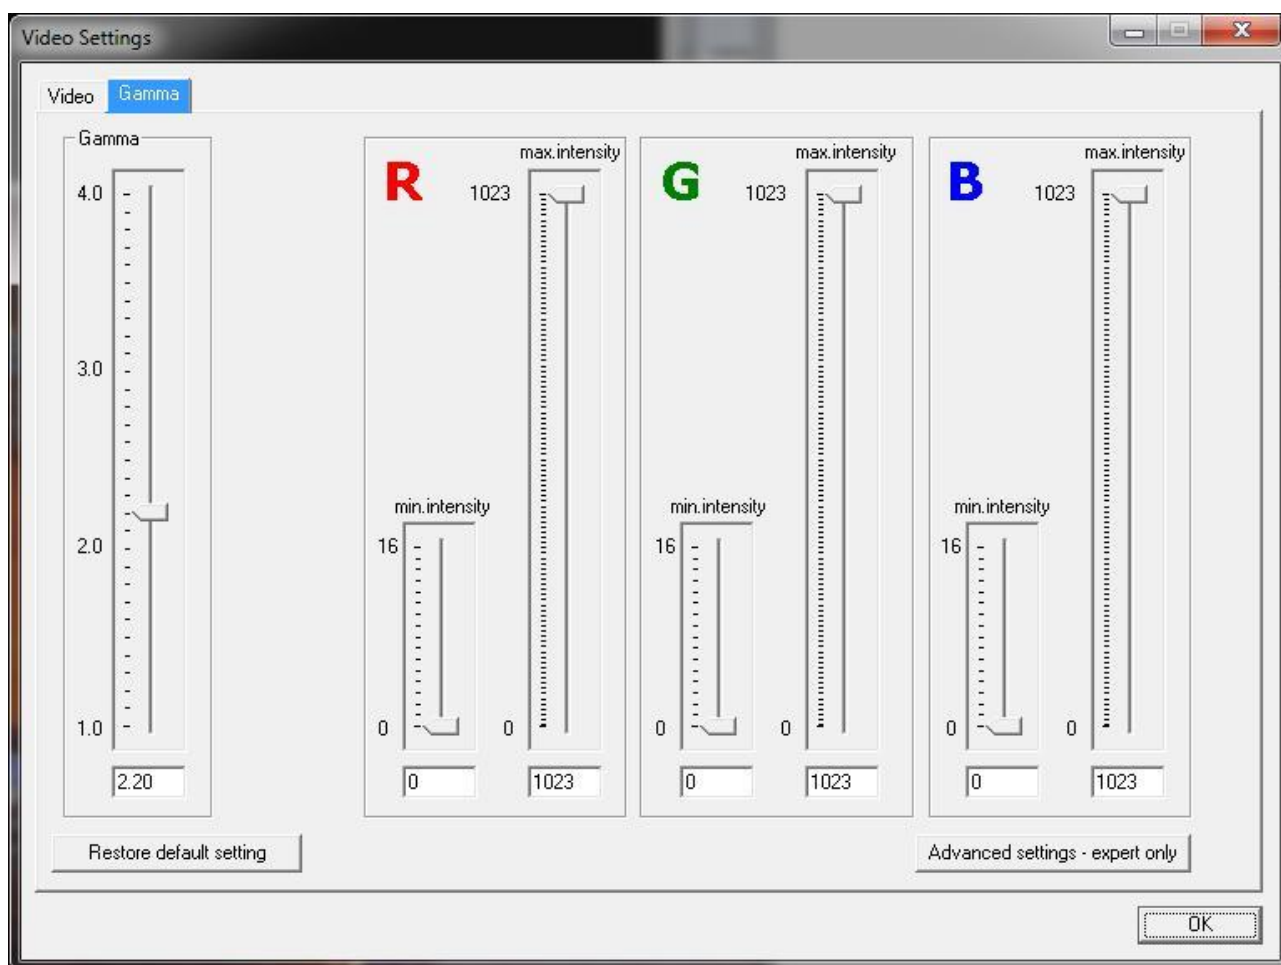 Video Settings
Video Gamma
Gamma
4.0
3.0
2.0
1.0
2.20
R
max.intensity
1023
min.intensity
16
0 0
0 1023
G
max.intensity
1023
min.intensity
16
0 0
0 1023
B
max.intensity
1023
min.intensity
16
0 0
0 1023
Restore default setting
Advanced settings - expert only
OK